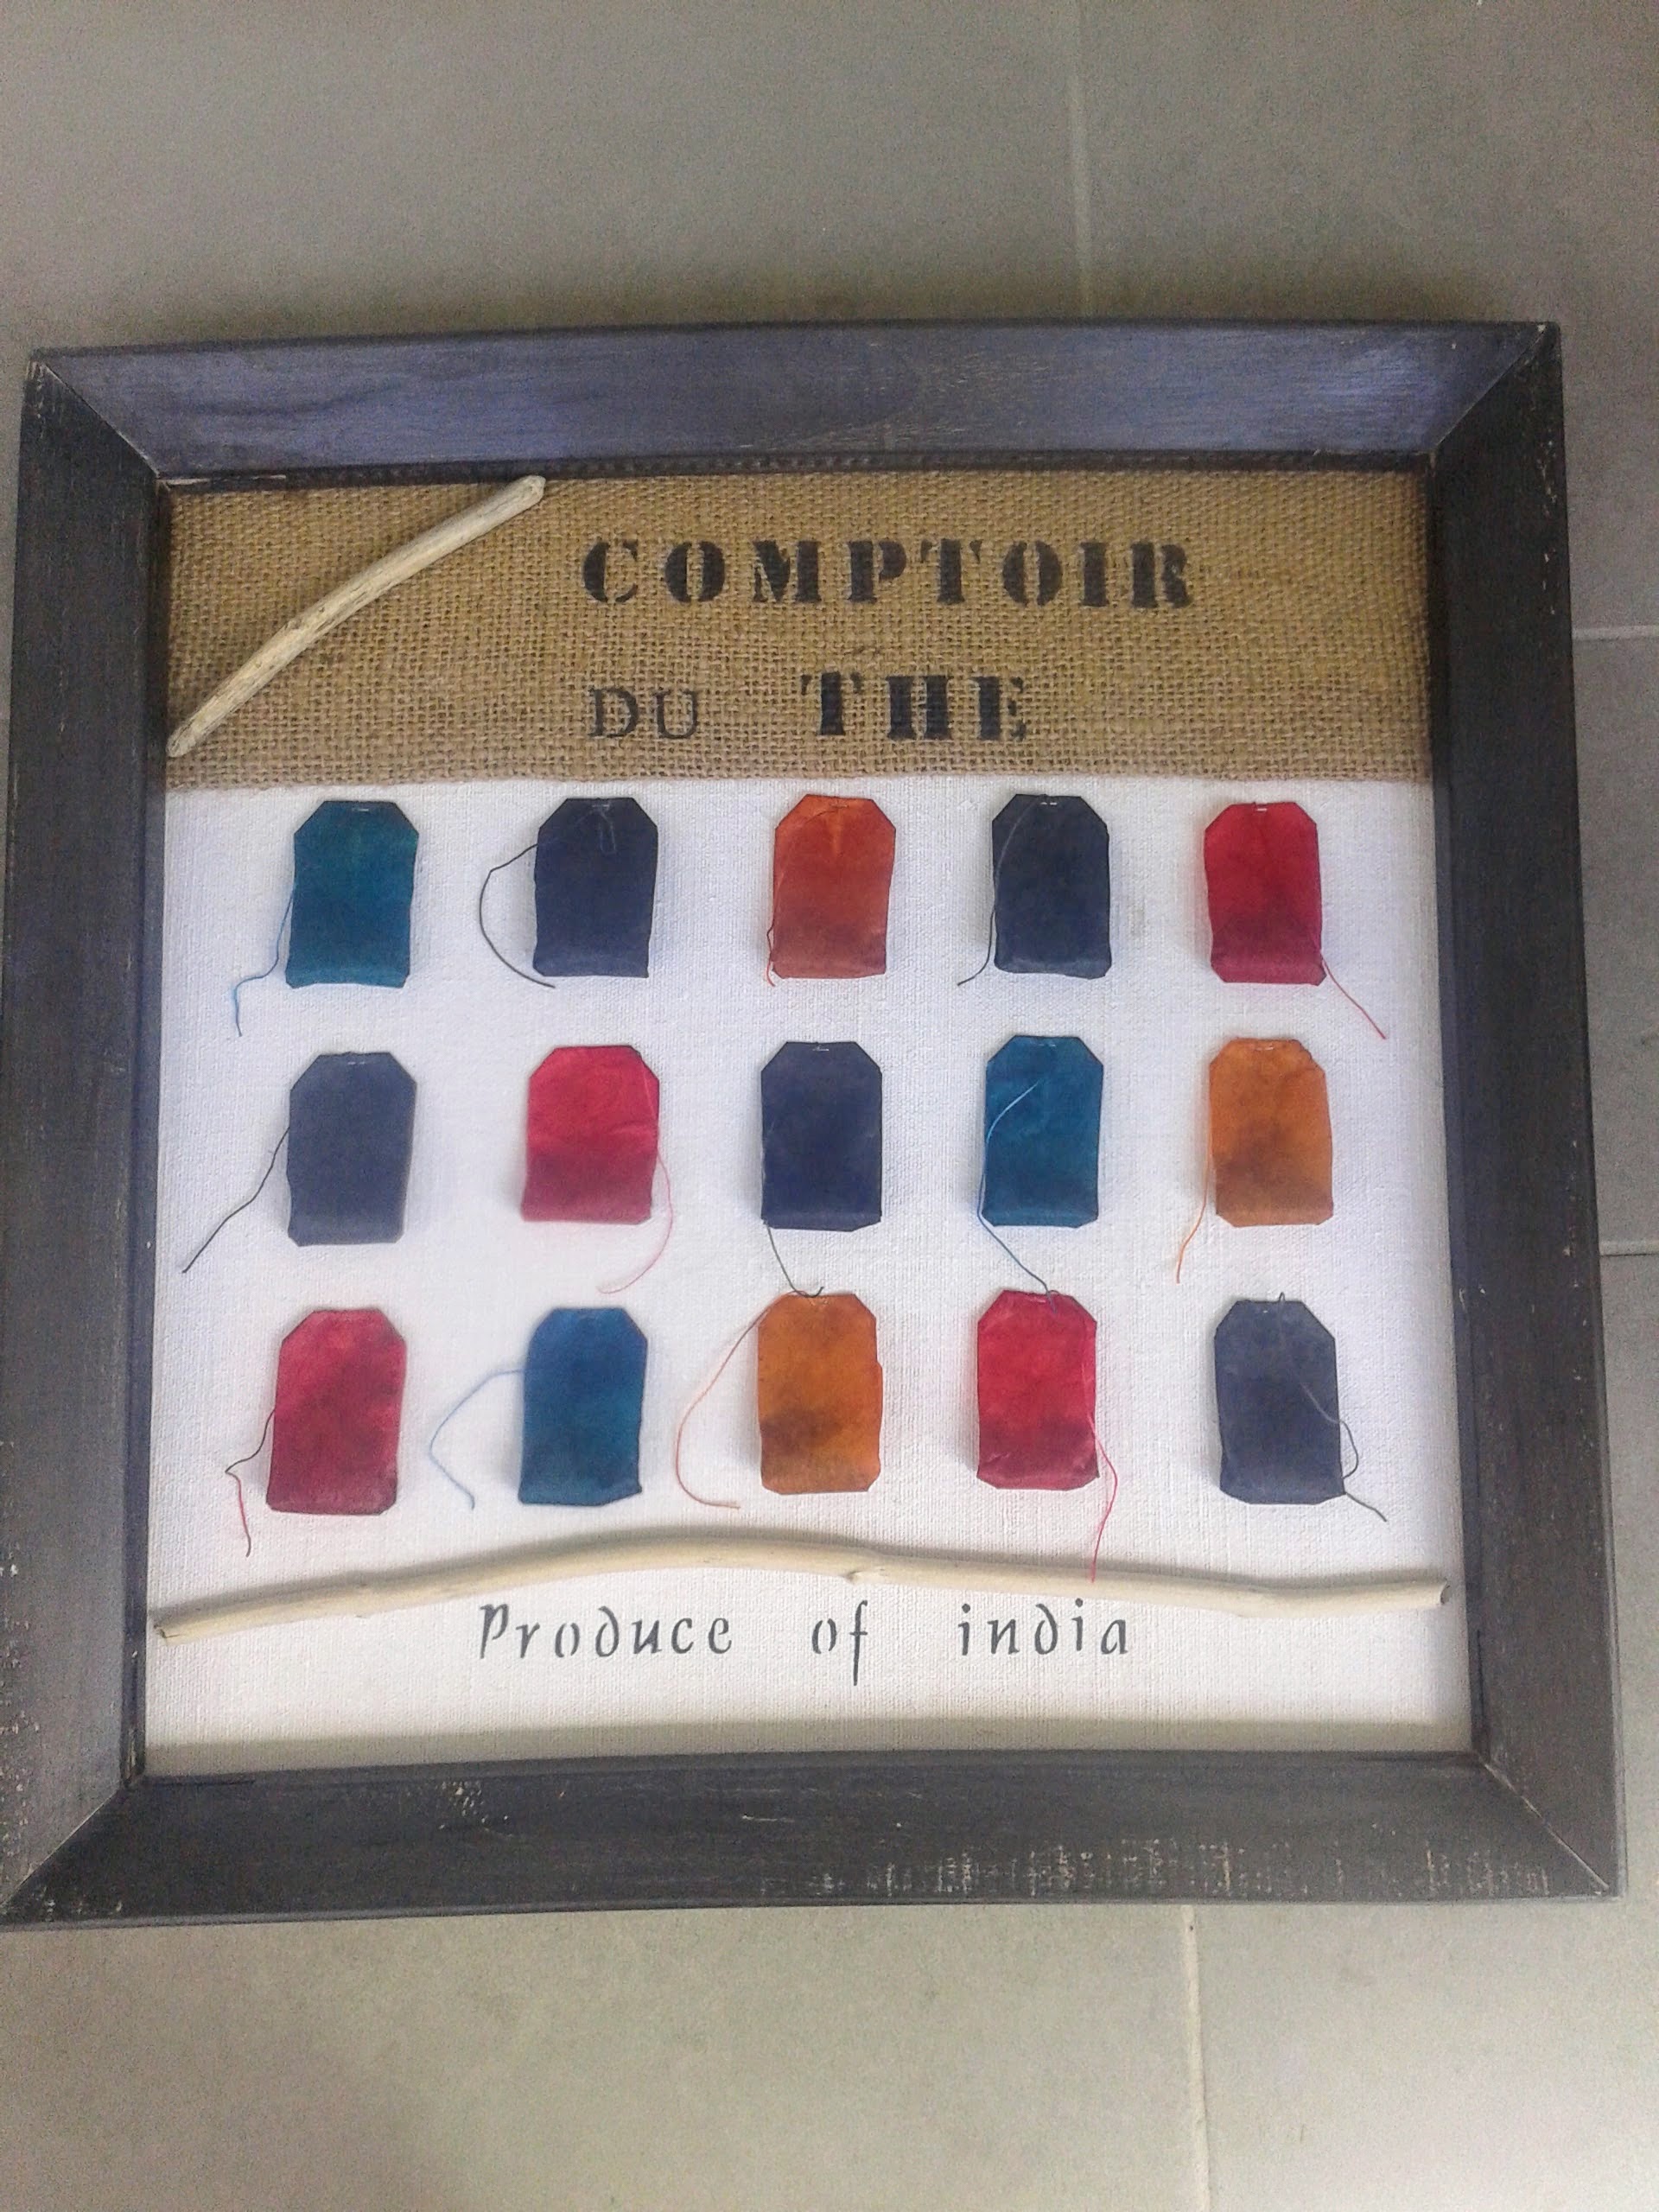 COMPTOIR
DU THE
Produce of india